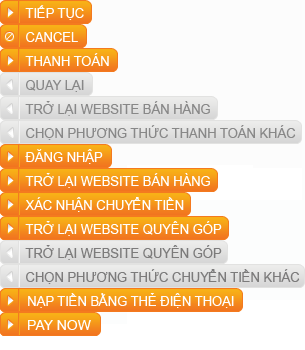 TIẾP TỤC
CANCEL
THANH TOÁN
QUAY LẠI
TRỞ LẠI WEBSITE BÁN HÀNG
CHỌN PHƯƠNG THỨC THANH TOÁN KHÁC
ĐĂNG NHẬP
TRỞ LẠI WEBSITE BÁN HÀNG
XÁC NHẬN CHUYỂN TIỀN
TRỞ LẠI WEBSITE QUYÊN GÓP
TRỞ LẠI WEBSITE QUYÊN GÓP
CHỌN PHƯƠNG THỨC CHUYỂN TIỀN KHÁC
NẠP TIỀN BẰNG THẺ ĐIỆN THOẠI
PAY NOW